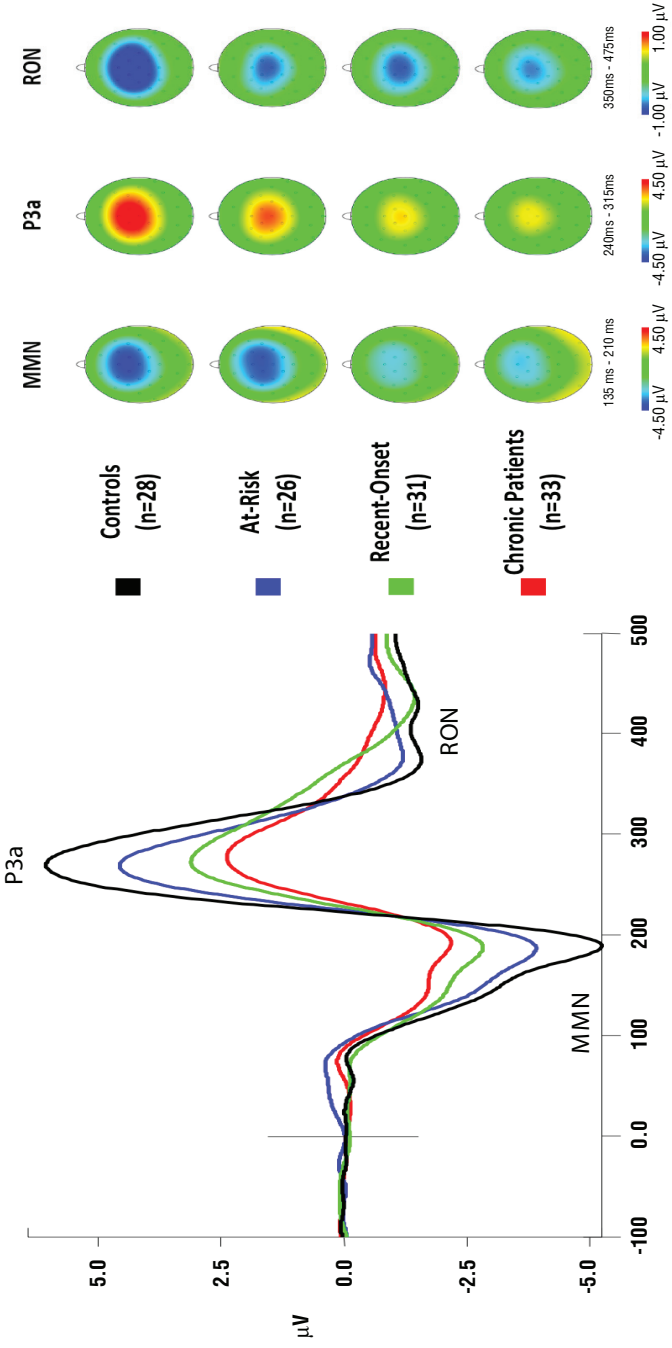 μV
5.0
2.5
0.0
-2.5
-5.0
-100
0.0
100
200
300
400
500
P3a
MMN
RON
Controls
(n=28)
At-Risk
(n=26)
Recent-Onset
(n=31)
Chronic Patients
(n=33)
MMN
P3a
RON
135 ms - 210 ms
240ms - 315ms
350ms - 475ms
-4.50 μV 4.50 μV
-4.50 μV 4.50 μV
-1.00 μV 1.00 μV